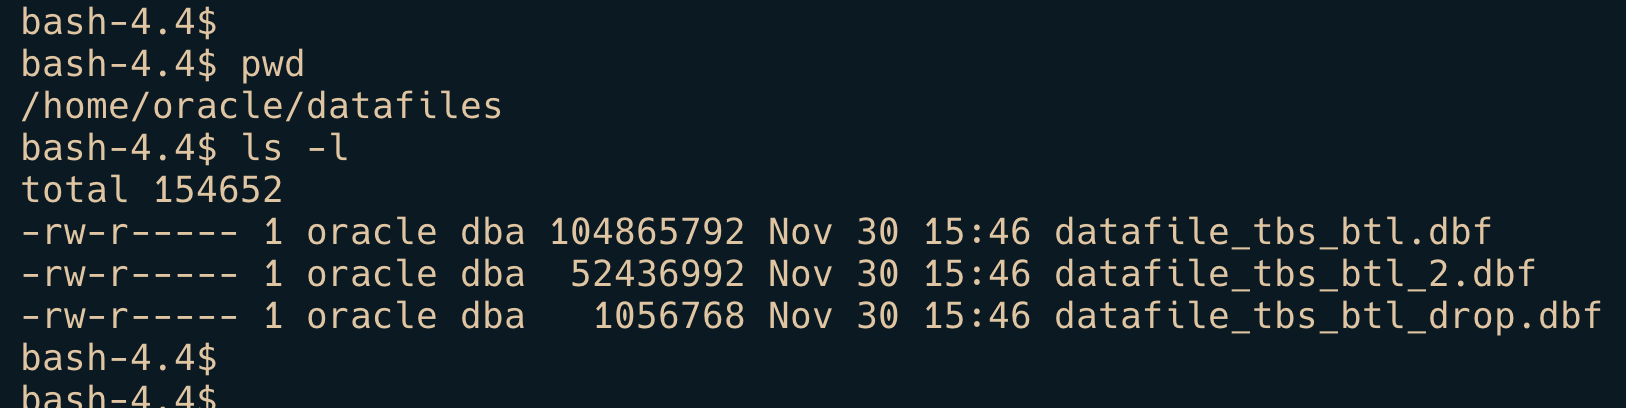 bash-4.4$
bash-4.4$ pwd
/home/oracle/datafiles
bash-4.4$ ls -l
total 154652
-rw-r----- 1 oracle dba 104865792 Nov 30 15:46 datafile_tbs_btl.dbf
-rw-r----- 1 oracle dba  52436992 Nov 30 15:46 datafile_tbs_btl_2.dbf
-rw-r----- 1 oracle dba   1056768 Nov 30 15:46 datafile_tbs_btl_drop.dbf
bash-4.4$
bash-4.4$